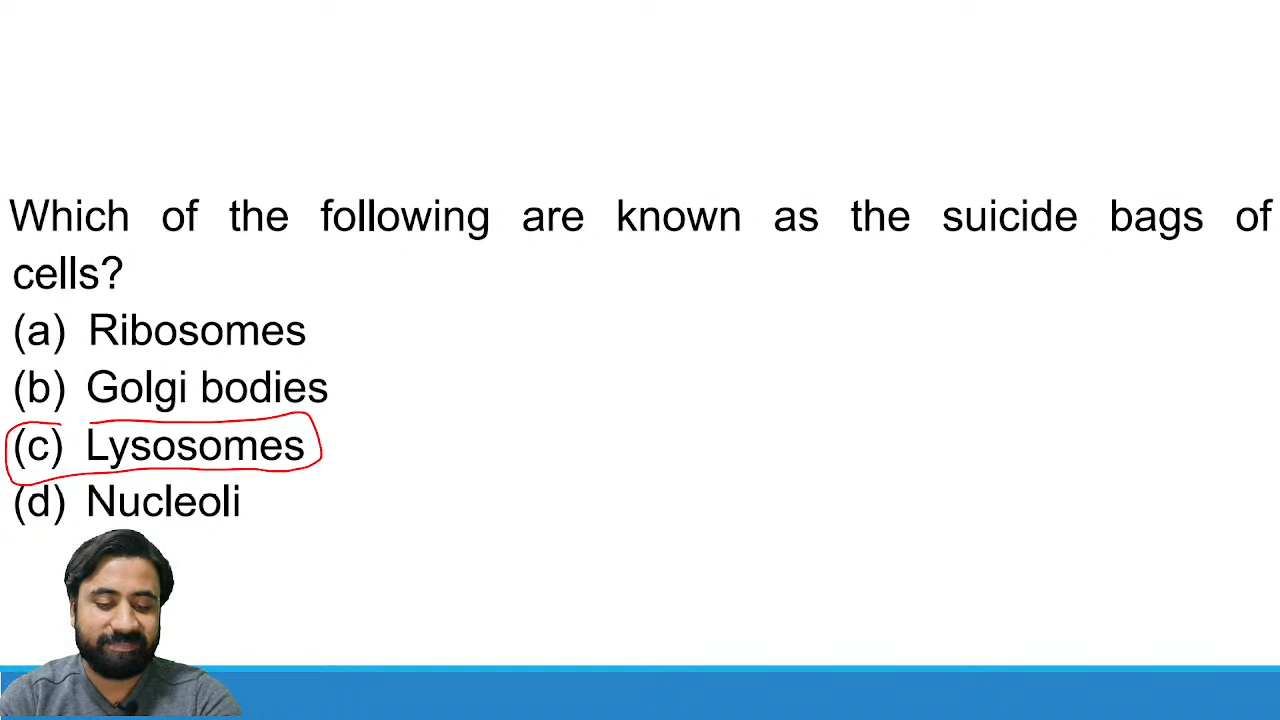 Which of the following are known as the suicide bags of
cells?
(a) Ribosomes
(b) Golgi bodies
(c) Lysosomes
(d) Nucleoli